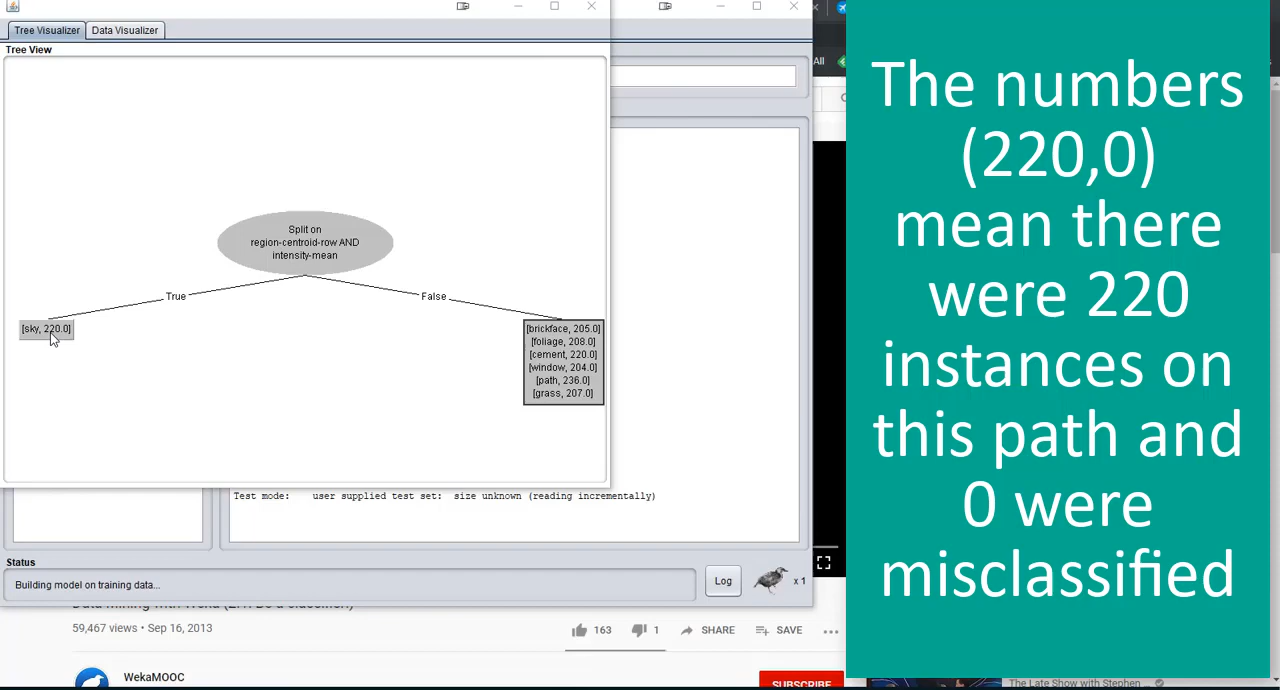 Tree Visualizer
Data Visualizer
Tree View
Split on
region-centroid-row AND
intensity-mean
True
False
[sky, 220.0]
[brickface, 205.0]
[foliage, 208.0]
[cement, 220.0]
[window, 204.0]
[path, 236.0]
[grass, 207.0]
Test mode: user supplied test set: size unknown (reading incrementally)
Status
Building model on training data...
Log
x 1
All
59,467 views • Sep 16, 2013
163
1
SHARE
SAVE
WekaMOOC
SUBSCRIBE
The Late Show with Stephen ...
The numbers
(220,0)
mean there
were 220
instances on
this path and
0 were
misclassified